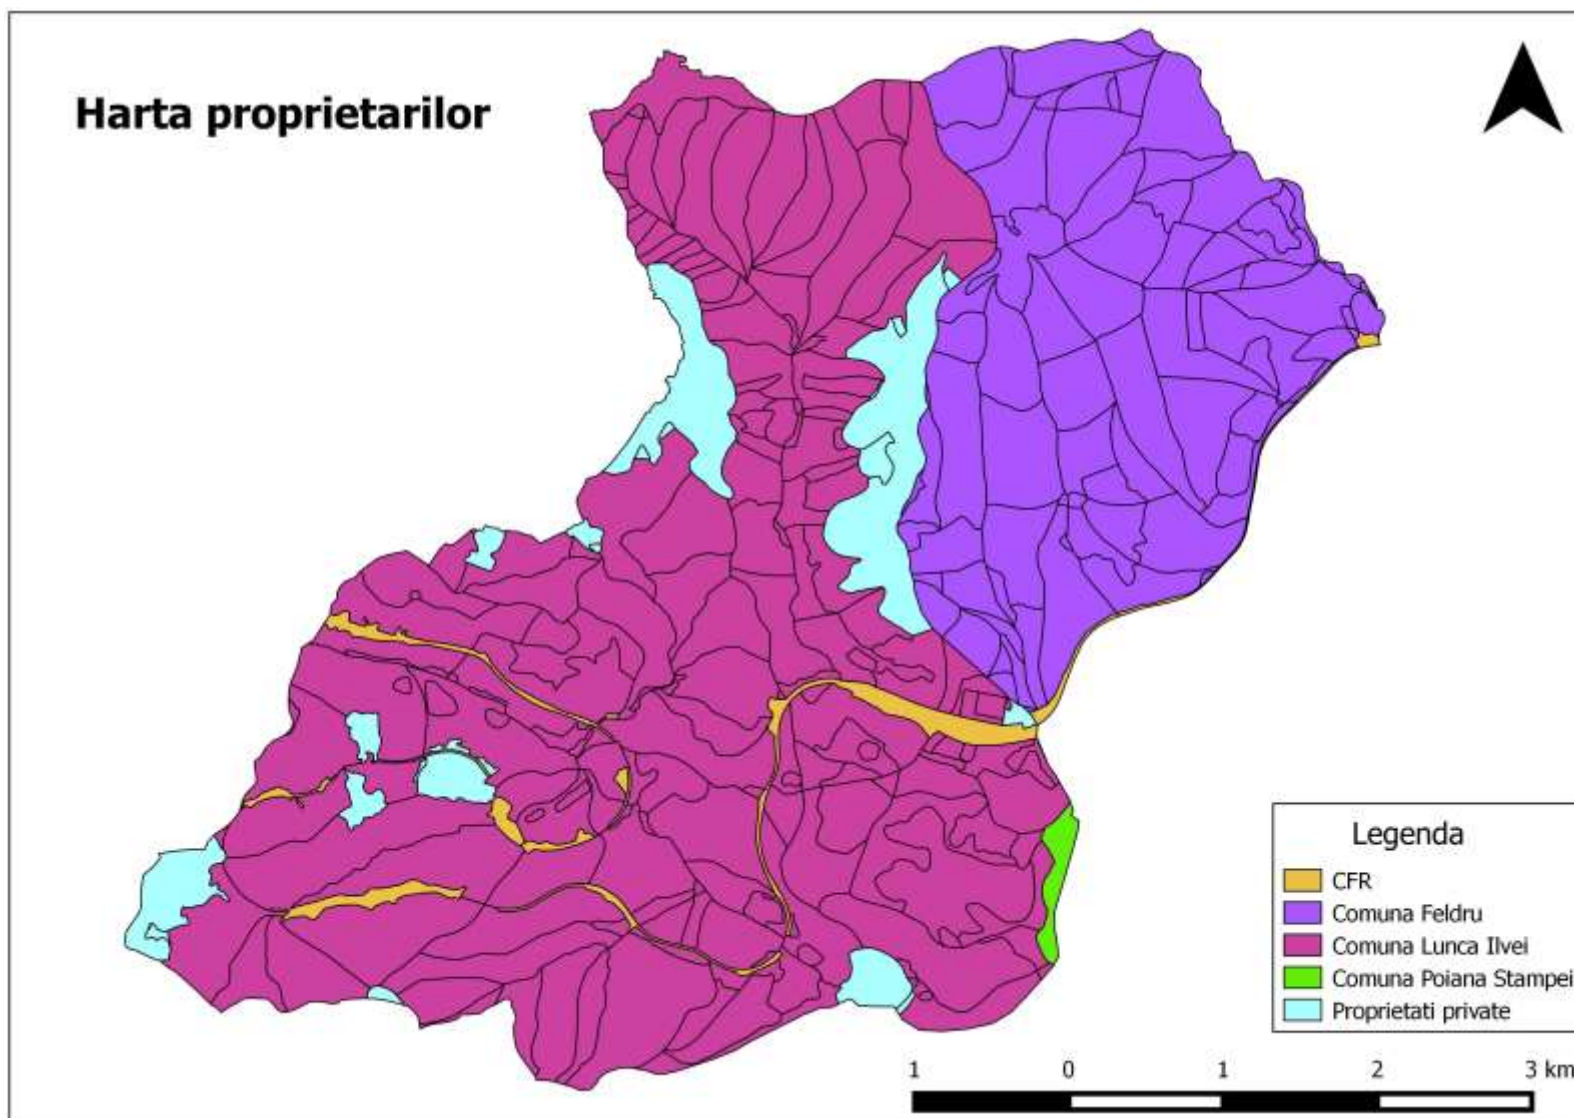 Harta proprietarilor
Legenda
CFR
Comuna Feldru
Comuna Lunca Ilvei
Comuna Poiana Stampei
Proprietati private
1 0 1 2 3 km